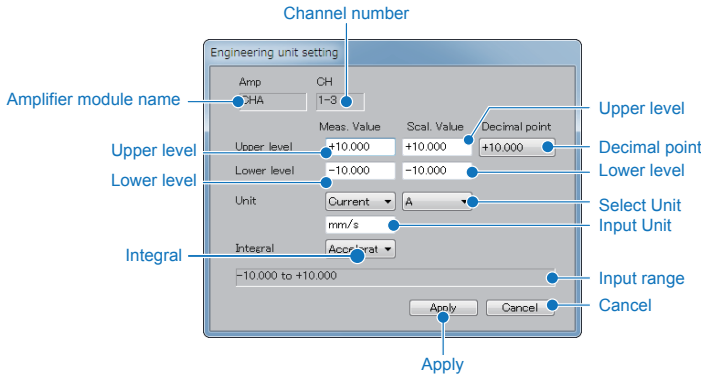 Channel number
Engineering unit setting
Amp CH
Amplifier module name CHA 1-3
Meas. Value Scal. Value Decimal point Upper level
Upper level Upper level +10.000 +10.000 +10.000 Decimal point
Lower level Lower level -10.000 -10.000 Lower level
Unit Current A Select Unit
mm/s Input Unit
Integral Integral Accelerat
-10.000 to +10.000 Input range
Apply Cancel Cancel
Apply